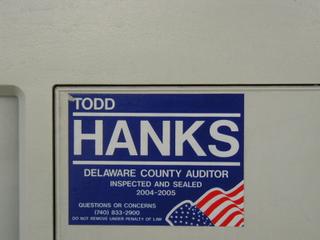 TODD
HANKS
DELAWARE COUNTY AUDITOR
INSPECTED AND SEALED
2004-2005
QUESTIONS OR CONCERNS
(740) 833-2900
DO NOT REMOVE UNDER PENALTY OF LAW